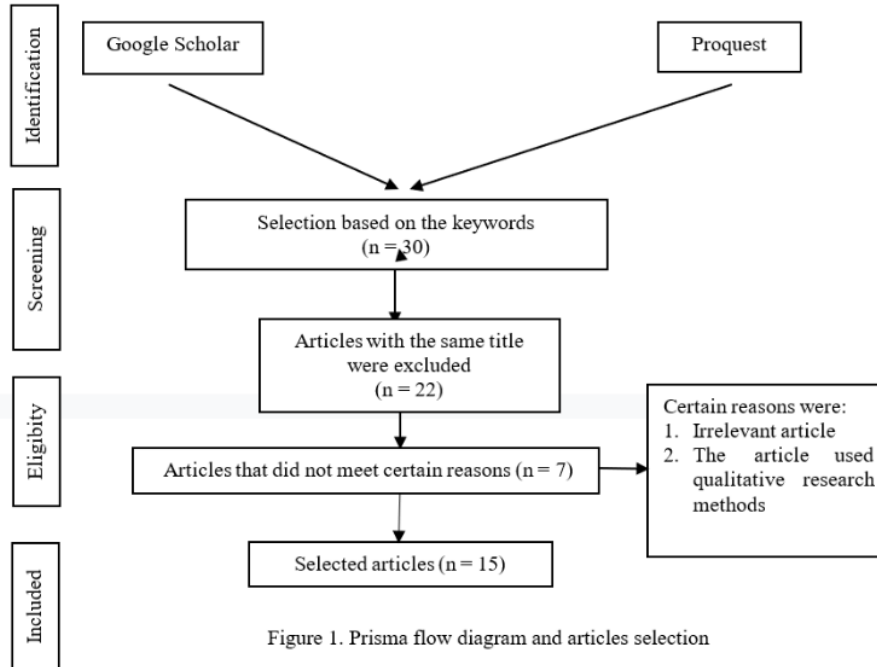 Identification
Google Scholar
Proquest
Screening
Selection based on the keywords
(n = 30)
Articles with the same title
were excluded
(n = 22)
Eligibity
Articles that did not meet certain reasons (n = 7)
Certain reasons were:
1. Irrelevant article
2. The article used
qualitative research
methods
Included
Selected articles (n = 15)
Figure 1. Prisma flow diagram and articles selection